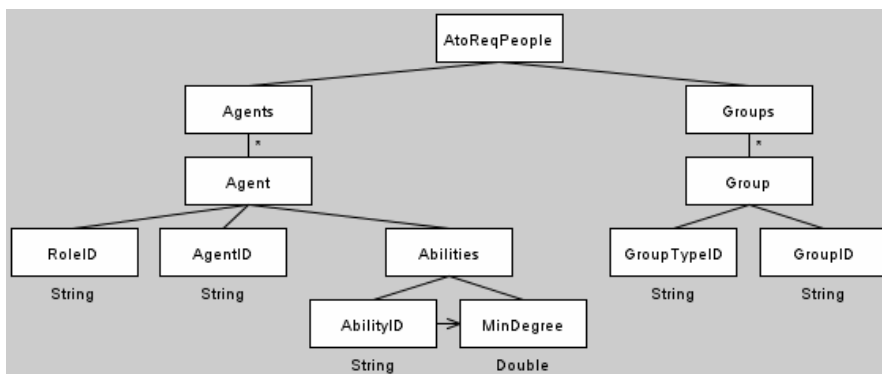 AtoReqPeople
Agents Groups
* *
Agent Group
RoleID AgentID Abilities GroupTypeID GroupID
String String String String
AbilityID MinDegree
String Double